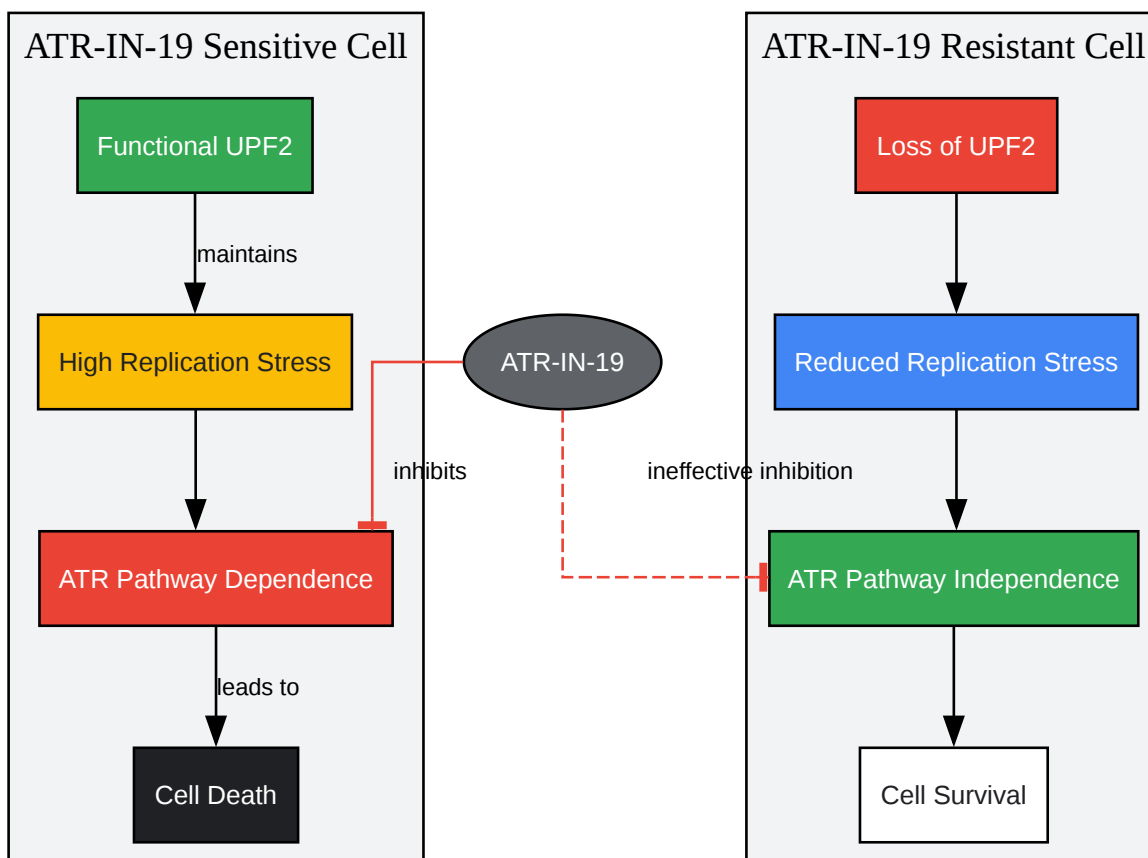 ATR-IN-19 Sensitive Cell
Functional UPF2
maintains
High Replication Stress
ATR Pathway Dependence
leads to
Cell Death
ATR-IN-19
inhibits
ineffective inhibition
ATR-IN-19 Resistant Cell
Loss of UPF2
Reduced Replication Stress
ATR Pathway Independence
Cell Survival